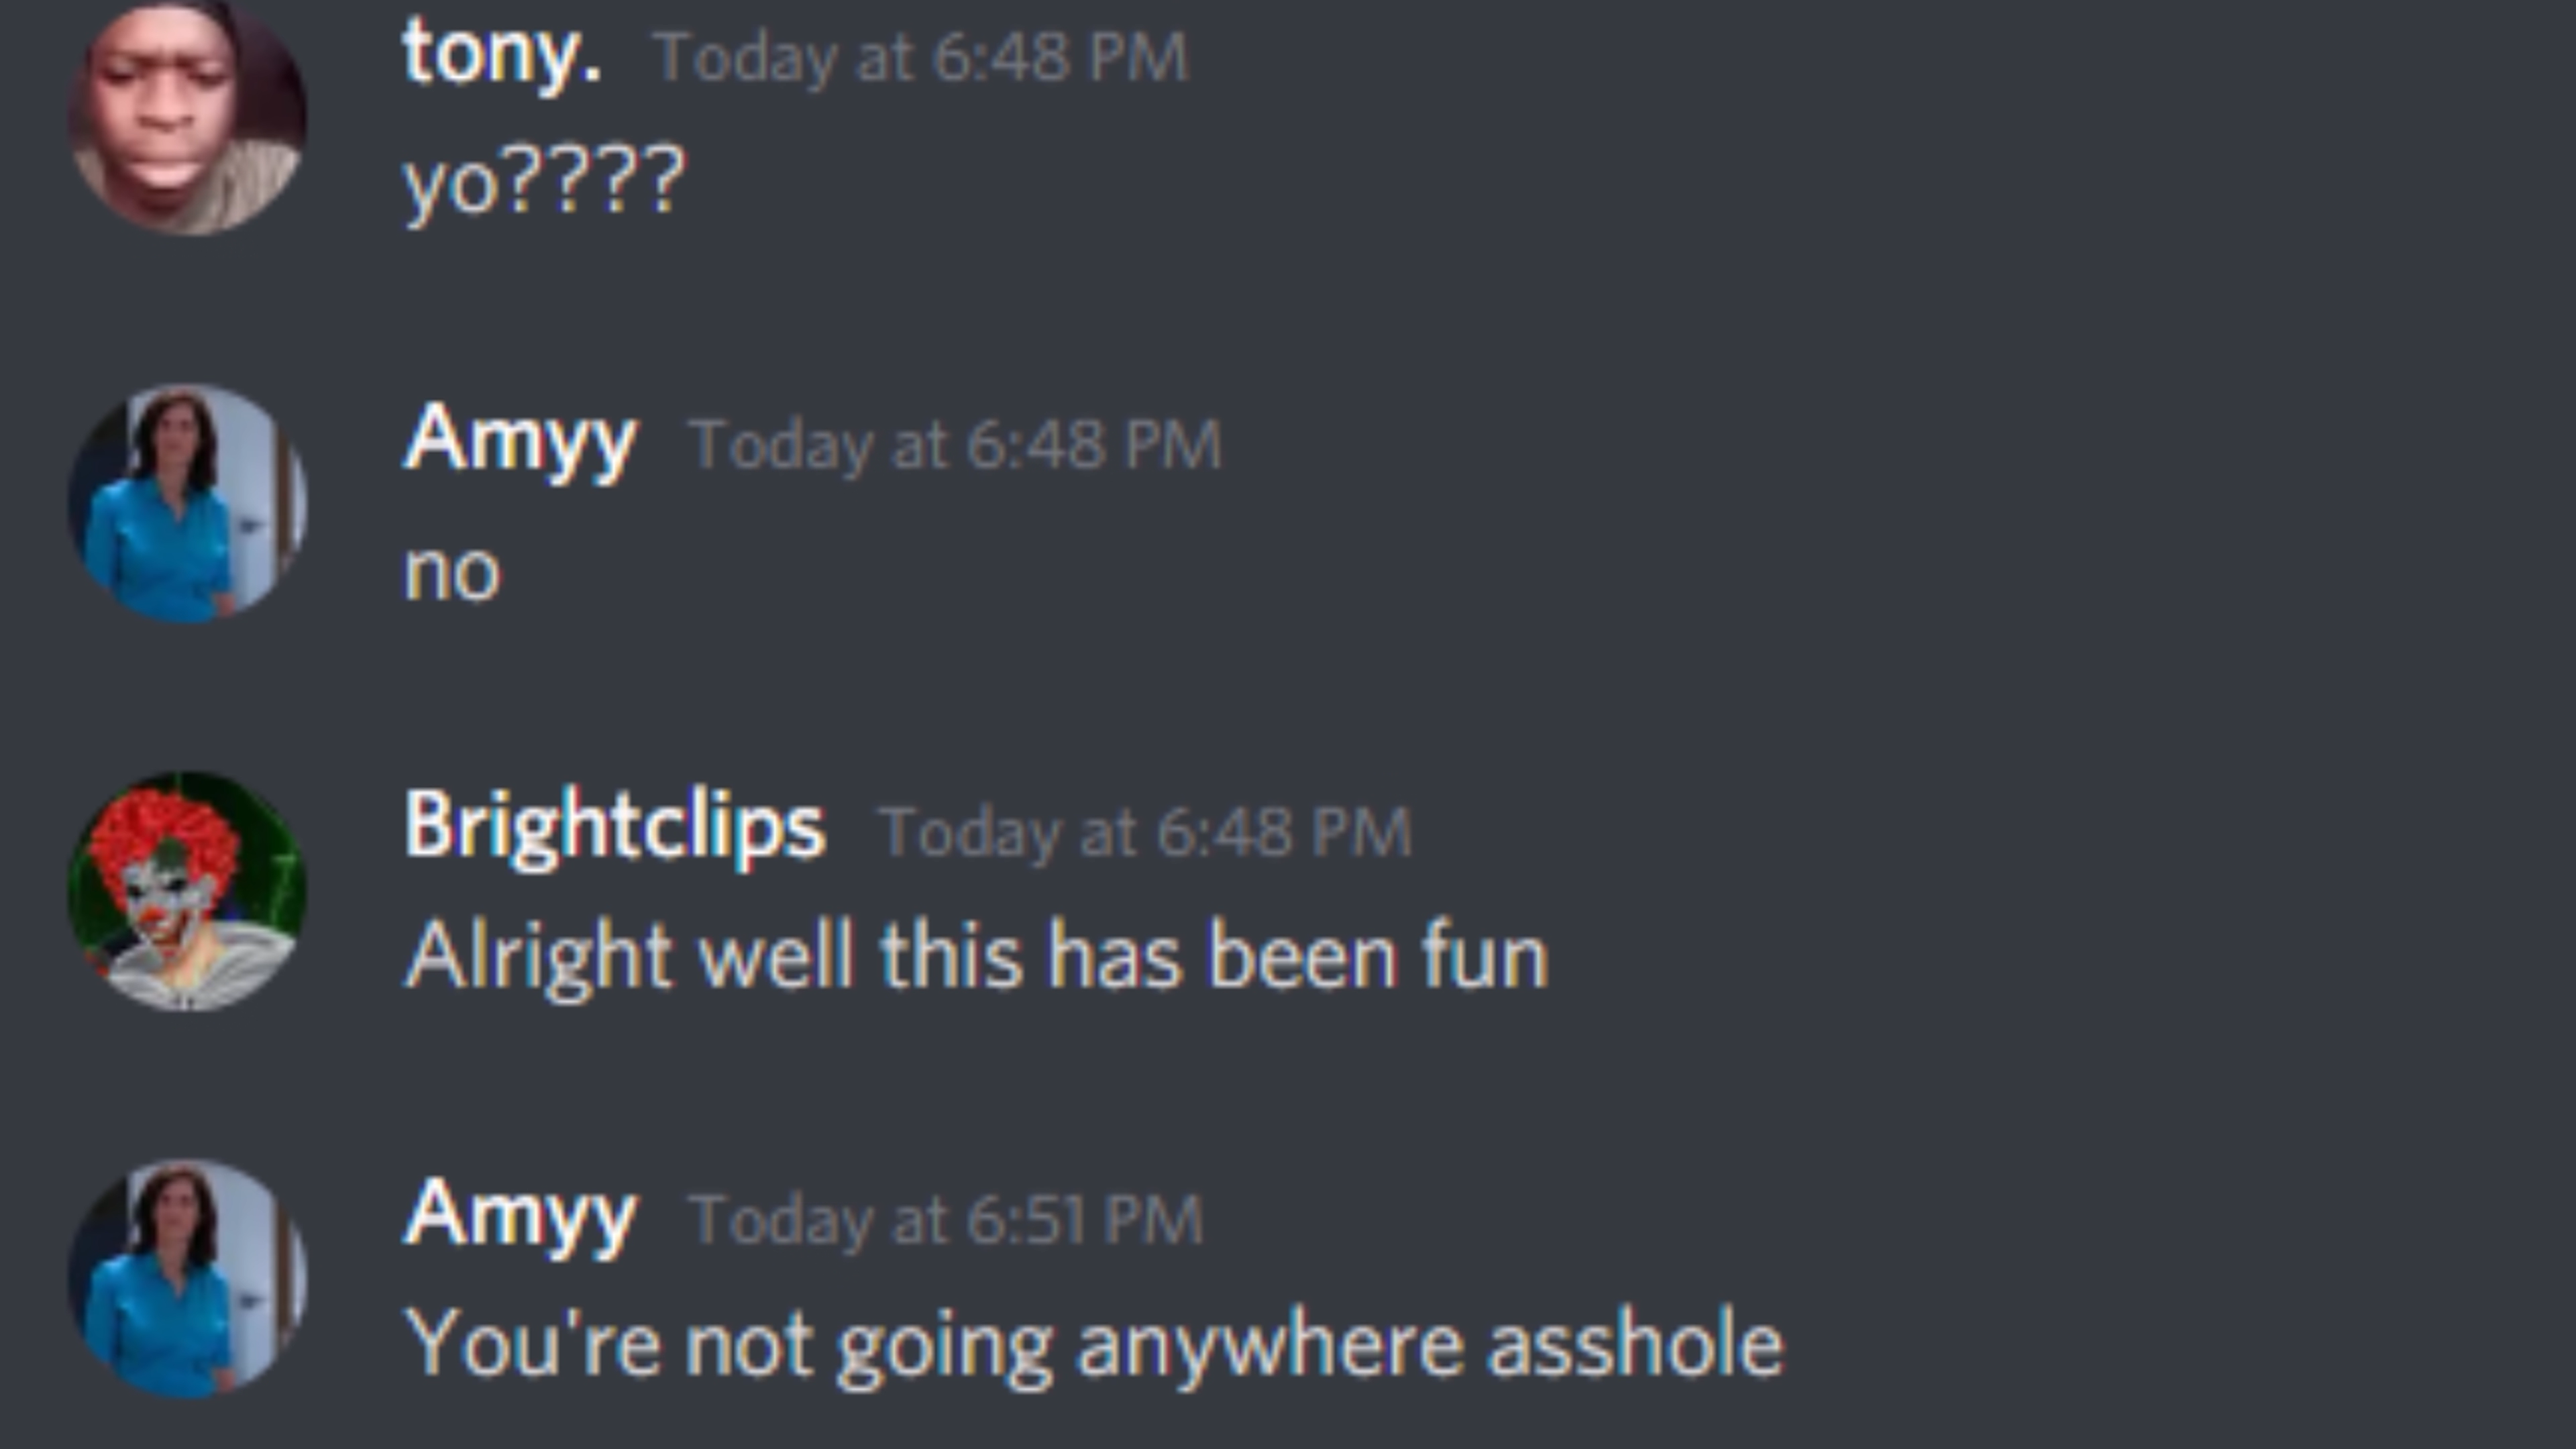 tony. Today at 6:48 PM
yo????
Amyy Today at 6:48 PM
no
Brightclips Today at 6:48 PM
Alright well this has been fun
Amyy Today at 6:51 PM
You're not going anywhere asshole